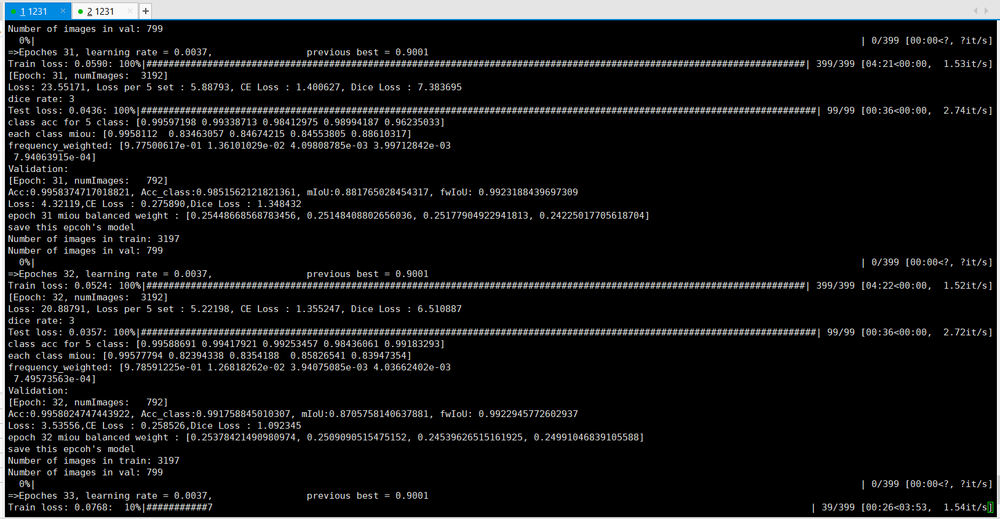 1 1231 × 2 1231 × +
Number of images in val: 799
0%| | 0/399 [00:00<?, ?it/s]
=>Epoches 31, learning rate = 0.0037, previous best = 0.9001
Train loss: 0.0590: 100%|#######################################################################################################################| 399/399 [04:21<00:00, 1.53it/s]
[Epoch: 31, numImages: 3192]
Loss: 23.55171, Loss per 5 set : 5.88793, CE Loss : 1.400627, Dice Loss : 7.383695
dice rate: 3
Test loss: 0.0436: 100%|##########################################################################################################################| 99/99 [00:36<00:00, 2.74it/s]
class acc for 5 class: [0.99597198 0.99338713 0.98412975 0.98994187 0.96235033]
each class miou: [0.9958112 0.83463057 0.84674215 0.84553805 0.88610317]
frequency_weighted: [9.77500617e-01 1.36101029e-02 4.09808785e-03 3.99712842e-03
7.94063915e-04]
Validation:
[Epoch: 31, numImages: 792]
Acc:0.9958374717018821, Acc_class:0.9851562121821361, mIoU:0.881765028454317, fwIoU: 0.9923188439697309
Loss: 4.32119,CE Loss : 0.275890,Dice Loss : 1.348432
epoch 31 miou balanced weight : [0.25448668568783456, 0.25148408802656036, 0.25177904922941813, 0.24225017705618704]
save this epcoh's model
Number of images in train: 3197
Number of images in val: 799
0%| | 0/399 [00:00<?, ?it/s]
=>Epoches 32, learning rate = 0.0037, previous best = 0.9001
Train loss: 0.0524: 100%|#######################################################################################################################| 399/399 [04:22<00:00, 1.52it/s]
[Epoch: 32, numImages: 3192]
Loss: 20.88791, Loss per 5 set : 5.22198, CE Loss : 1.355247, Dice Loss : 6.510887
dice rate: 3
Test loss: 0.0357: 100%|##########################################################################################################################| 99/99 [00:36<00:00, 2.72it/s]
class acc for 5 class: [0.99588691 0.99417921 0.99253457 0.98436061 0.99183293]
each class miou: [0.99577794 0.82394338 0.8354188 0.85826541 0.83947354]
frequency_weighted: [9.78591225e-01 1.26818262e-02 3.94075085e-03 4.03662402e-03
7.49573563e-04]
Validation:
[Epoch: 32, numImages: 792]
Acc:0.9958024747443922, Acc_class:0.991758845010307, mIoU:0.8705758140637881, fwIoU: 0.9922945772602937
Loss: 3.53556,CE Loss : 0.258526,Dice Loss : 1.092345
epoch 32 miou balanced weight : [0.25378421490980974, 0.2509090515475152, 0.24539626515161925, 0.24991046839105588]
save this epcoh's model
Number of images in train: 3197
Number of images in val: 799
0%| | 0/399 [00:00<?, ?it/s]
=>Epoches 33, learning rate = 0.0037, previous best = 0.9001
Train loss: 0.0768: 10%|###########7 | 39/399 [00:26<03:53, 1.54it/s]